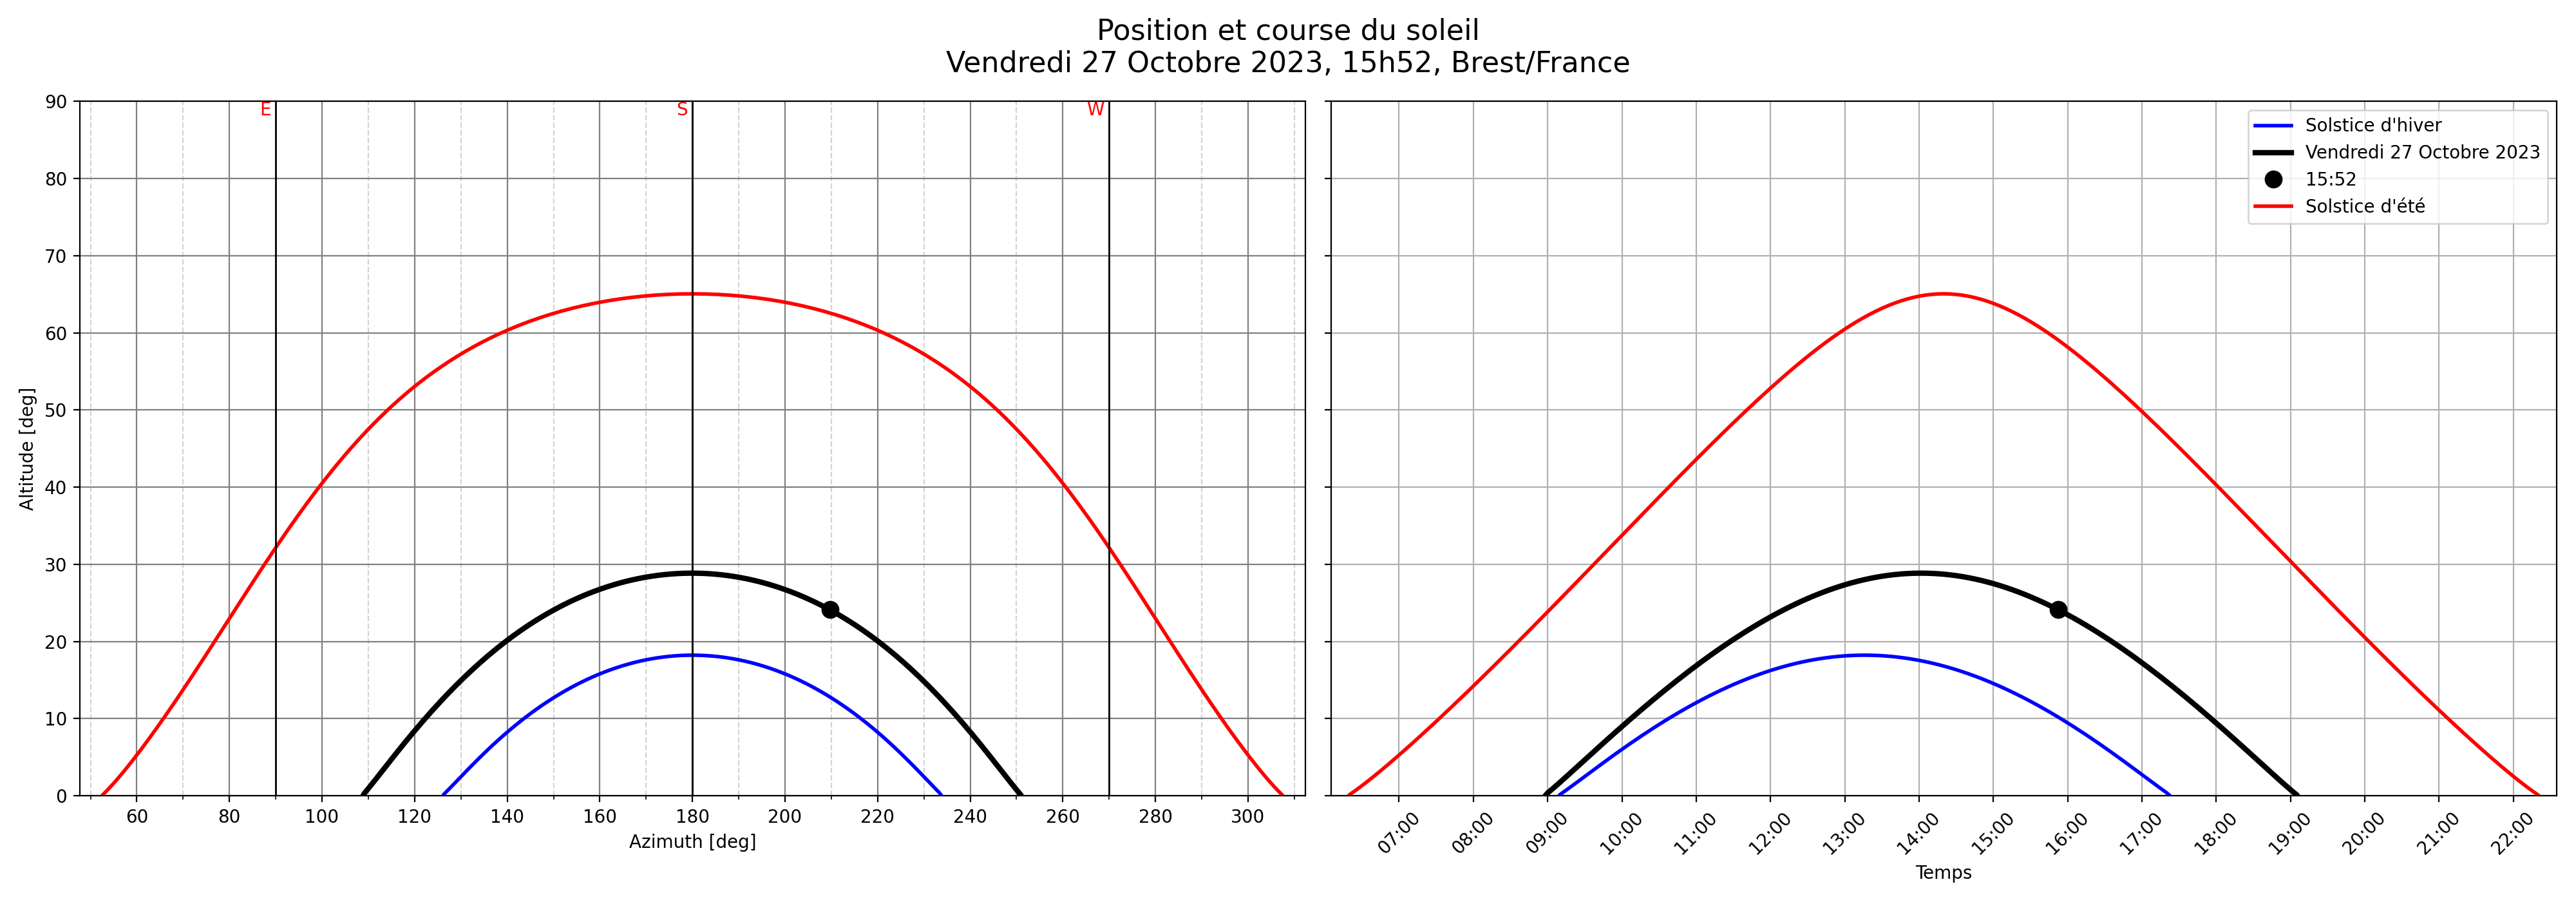 Position et course du soleil
Vendredi 27 Octobre 2023, 15h52, Brest/France
E
S
W
90
80
70
60
50
40
30
20
10
0
Altitude [deg]
60 80 100 120 140 160 180 200 220 240 260 280 300
Azimuth [deg]
Solstice d'hiver
Vendredi 27 Octobre 2023
15:52
Solstice d'été
07:00 08:00 09:00 10:00 11:00 12:00 13:00 14:00 15:00 16:00 17:00 18:00 19:00 20:00 21:00 22:00
Temps